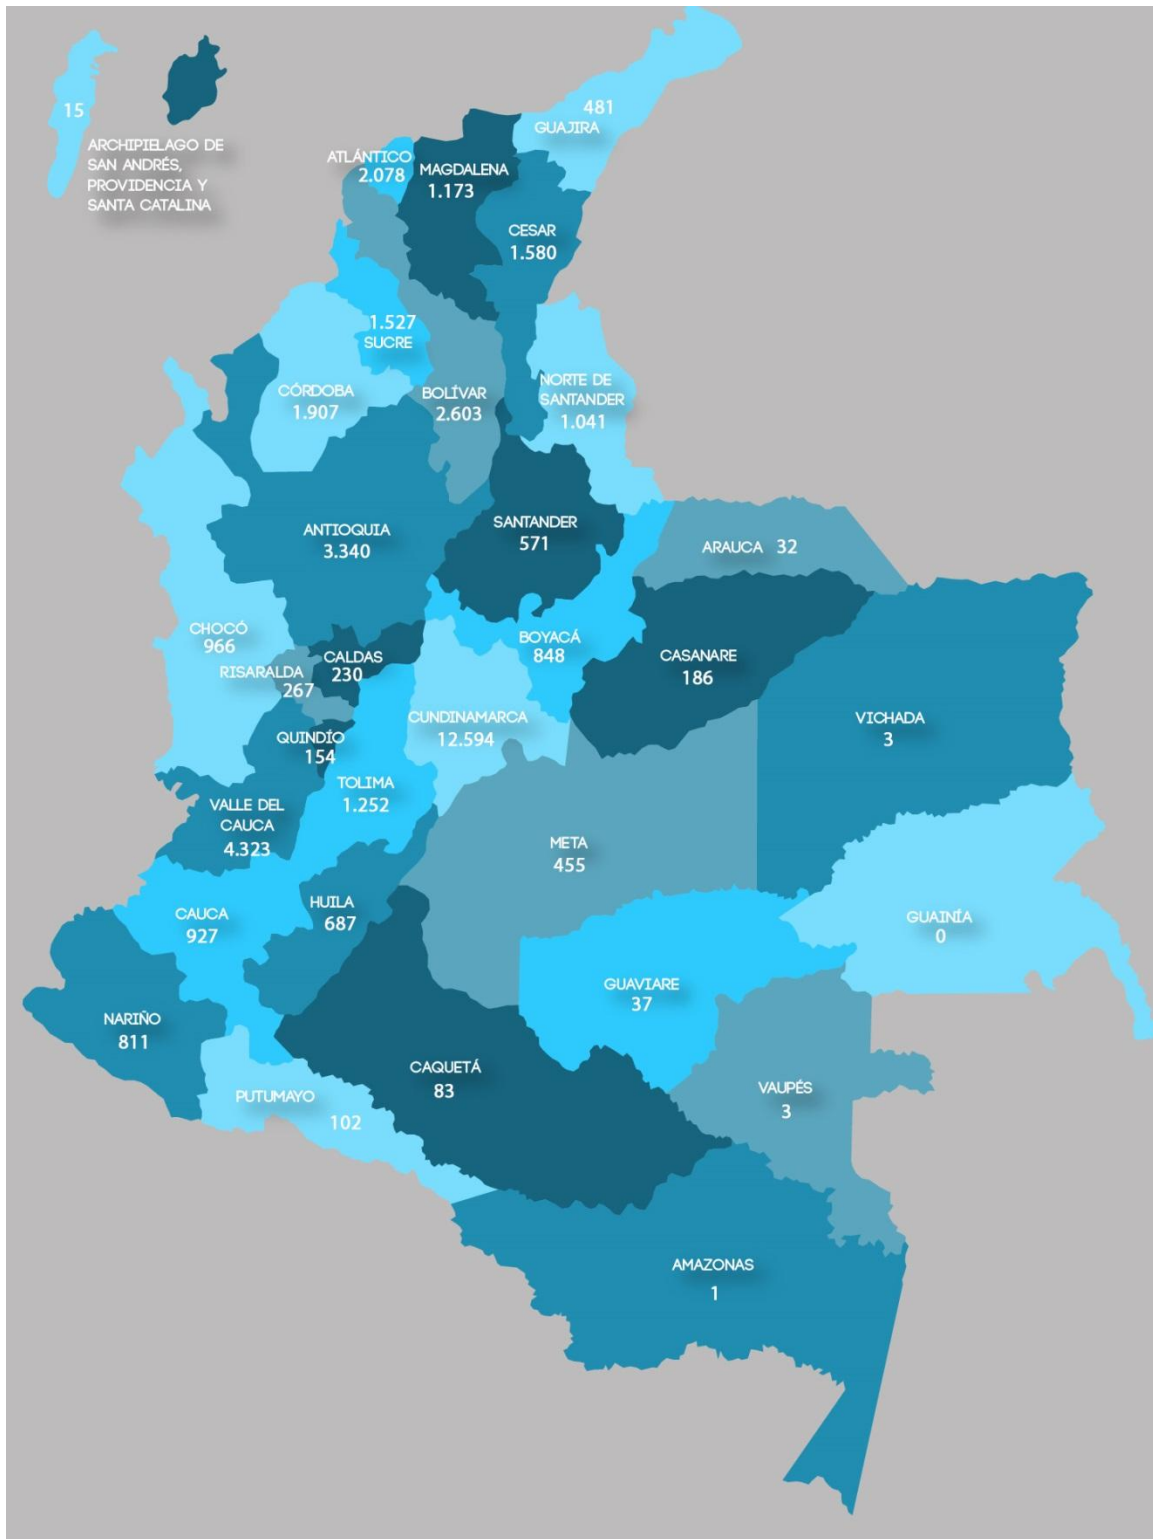 15
ARCHIPIELAGO DE
SAN ANDRÉS,
PROVIDENCIA Y
SANTA CATALINA
481
GUAJIRA
ATLÁNTICO
2.078
MAGDALENA
1.173
CESAR
1.580
1.527
SUCRE
CÓRDOBA
1.907
BOLÍVAR
2.603
NORTE DE
SANTANDER
1.041
ANTIOQUIA
3.340
SANTANDER
571
ARAUCA 32
CHOCÓ
966
RISARALDA
267
CALDAS
230
BOYACÁ
848
CASANARE
186
CUNDINAMARCA
12.594
VICHADA
3
QUINDÍO
154
TOLIMA
1.252
VALLE DEL
CAUCA
4.323
META
455
CAUCA
927
HUILA
687
GUAINÍA
0
GUAVIARE
37
NARIÑO
811
CAQUETÁ
83
PUTUMAYO
102
VAUPÉS
3
AMAZONAS
1